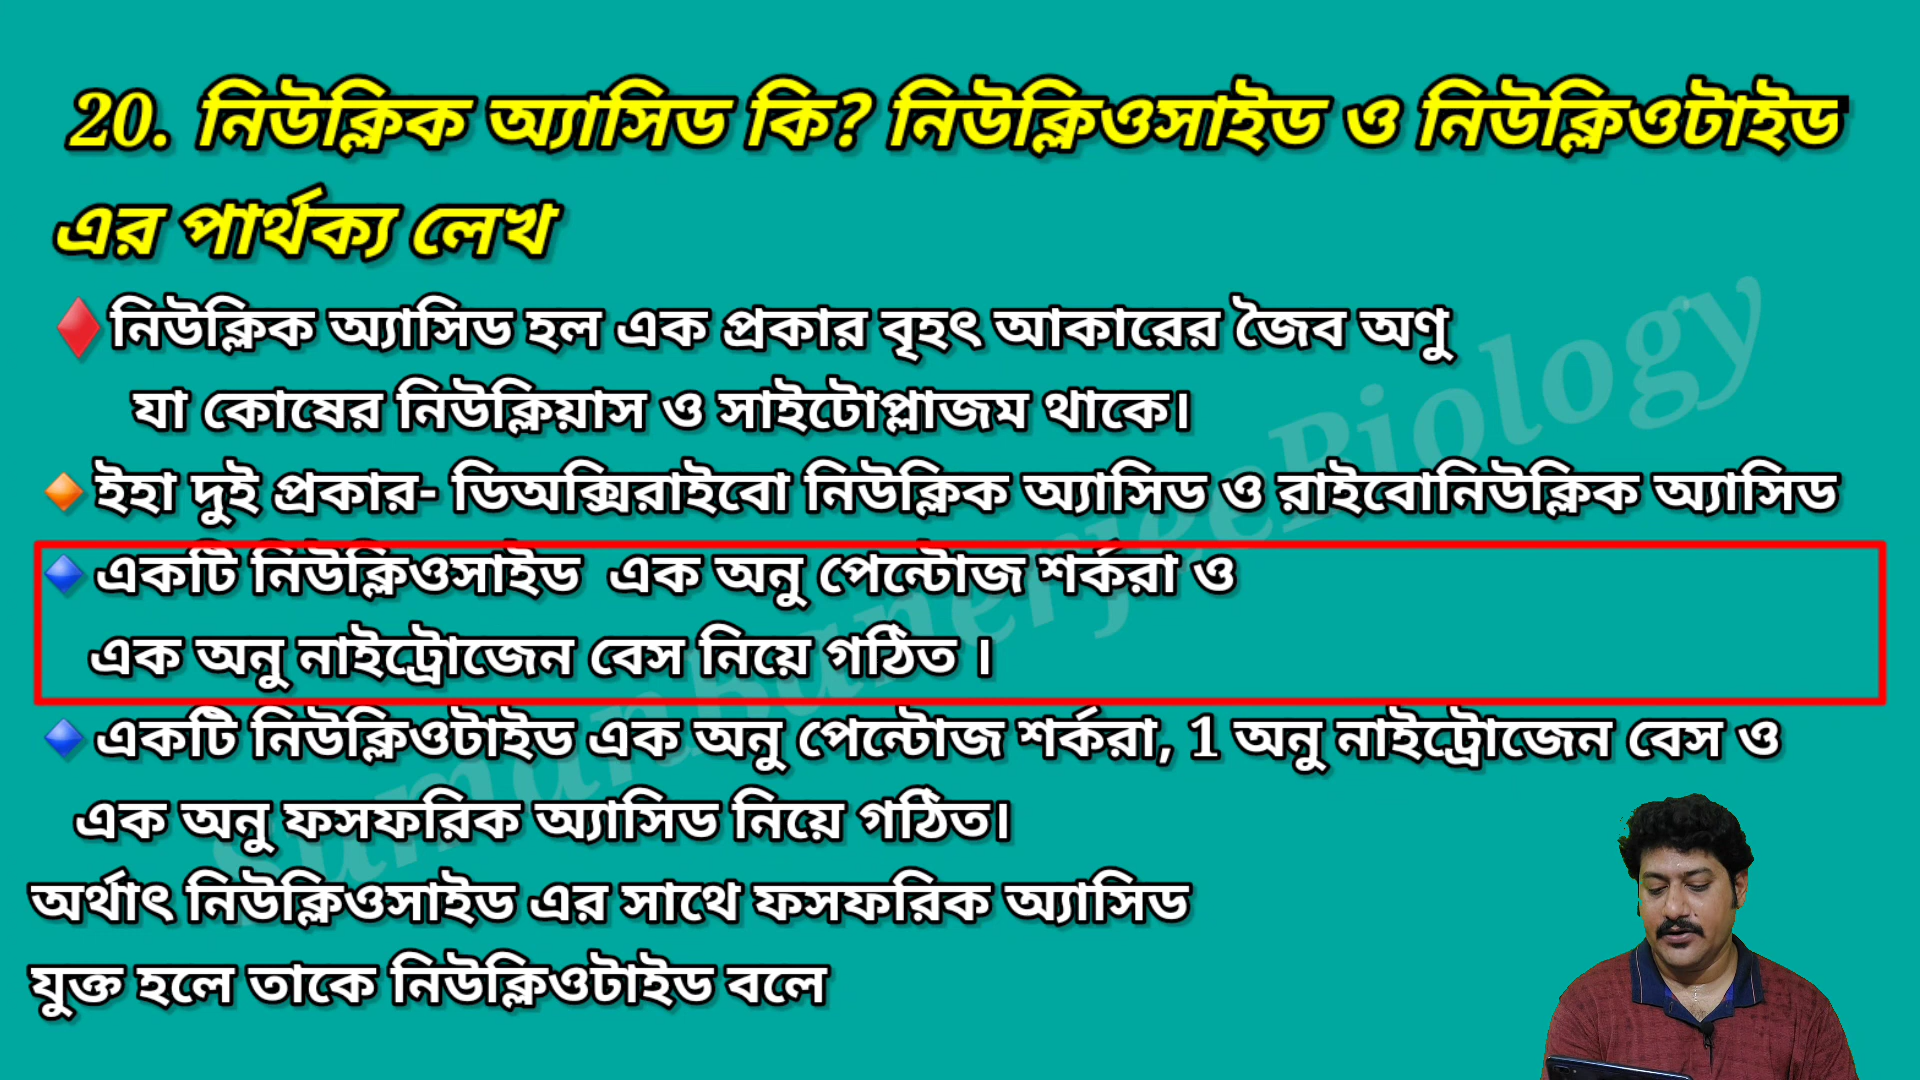 20. নিউক্লিক অ্যাসিড কি? নিউক্লিওসাইড ও নিউক্লিওটাইড
এর পার্থক্য লেখ
নিউক্লিক অ্যাসিড হল এক প্রকার বৃহৎ আকারের জৈব অণু
যা কোষের নিউক্লিয়াস ও সাইটোপ্লাজম থাকে।
ইহা দুই প্রকার- ডিঅক্সিরাইবো নিউক্লিক অ্যাসিড ও রাইবোনিউক্লিক অ্যাসিড
একটি নিউক্লিওসাইড এক অনু পেন্টোজ শর্করা ও
এক অনু নাইট্রোজেন বেস নিয়ে গঠিত ।
একটি নিউক্লিওটাইড এক অনু পেন্টোজ শর্করা, 1 অনু নাইট্রোজেন বেস ও
এক অনু ফসফরিক অ্যাসিড নিয়ে গঠিত।
অর্থাৎ নিউক্লিওসাইড এর সাথে ফসফরিক অ্যাসিড
যুক্ত হলে তাকে নিউক্লিওটাইড বলে
SumanbanerjeeBiology